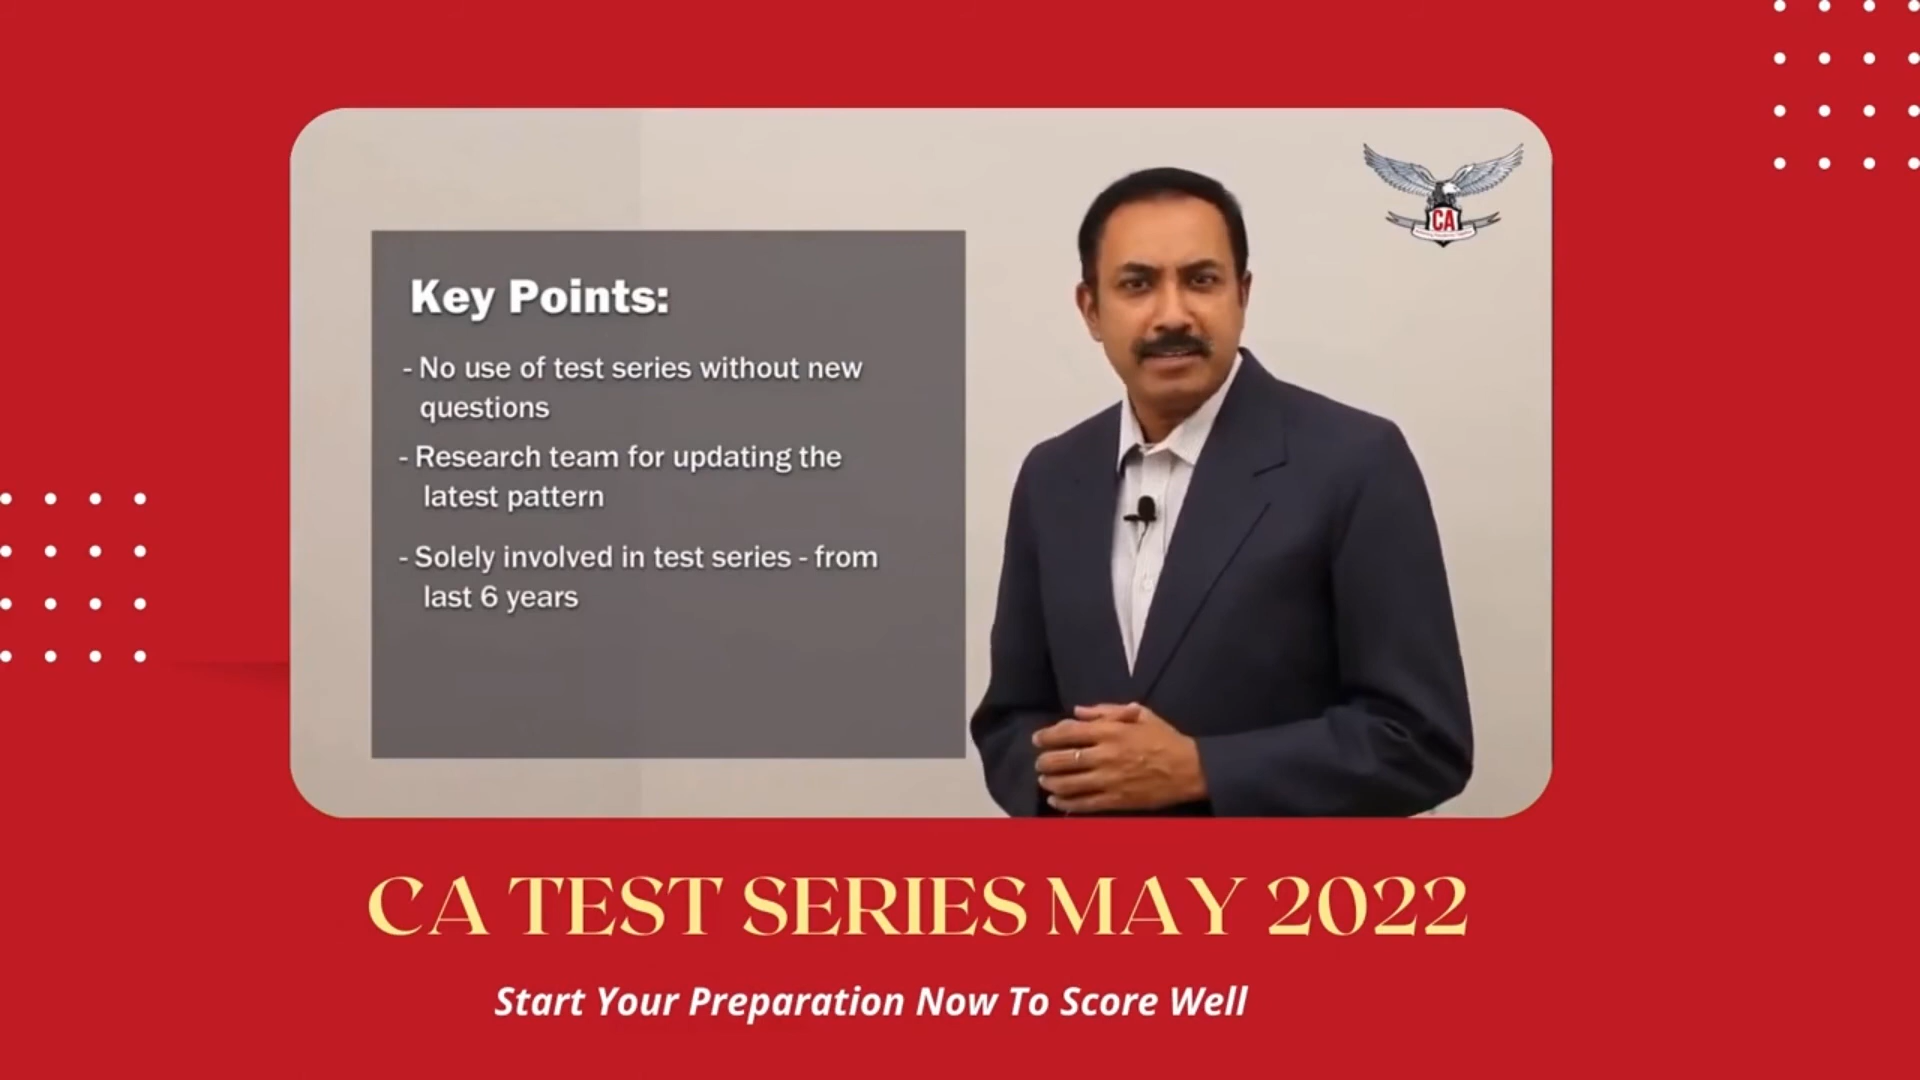 CA
Key Points:
- No use of test series without new
questions
- Research team for updating the
latest pattern
- Solely involved in test series - from
last 6 years
CA TEST SERIES MAY 2022
Start Your Preparation Now To Score Well